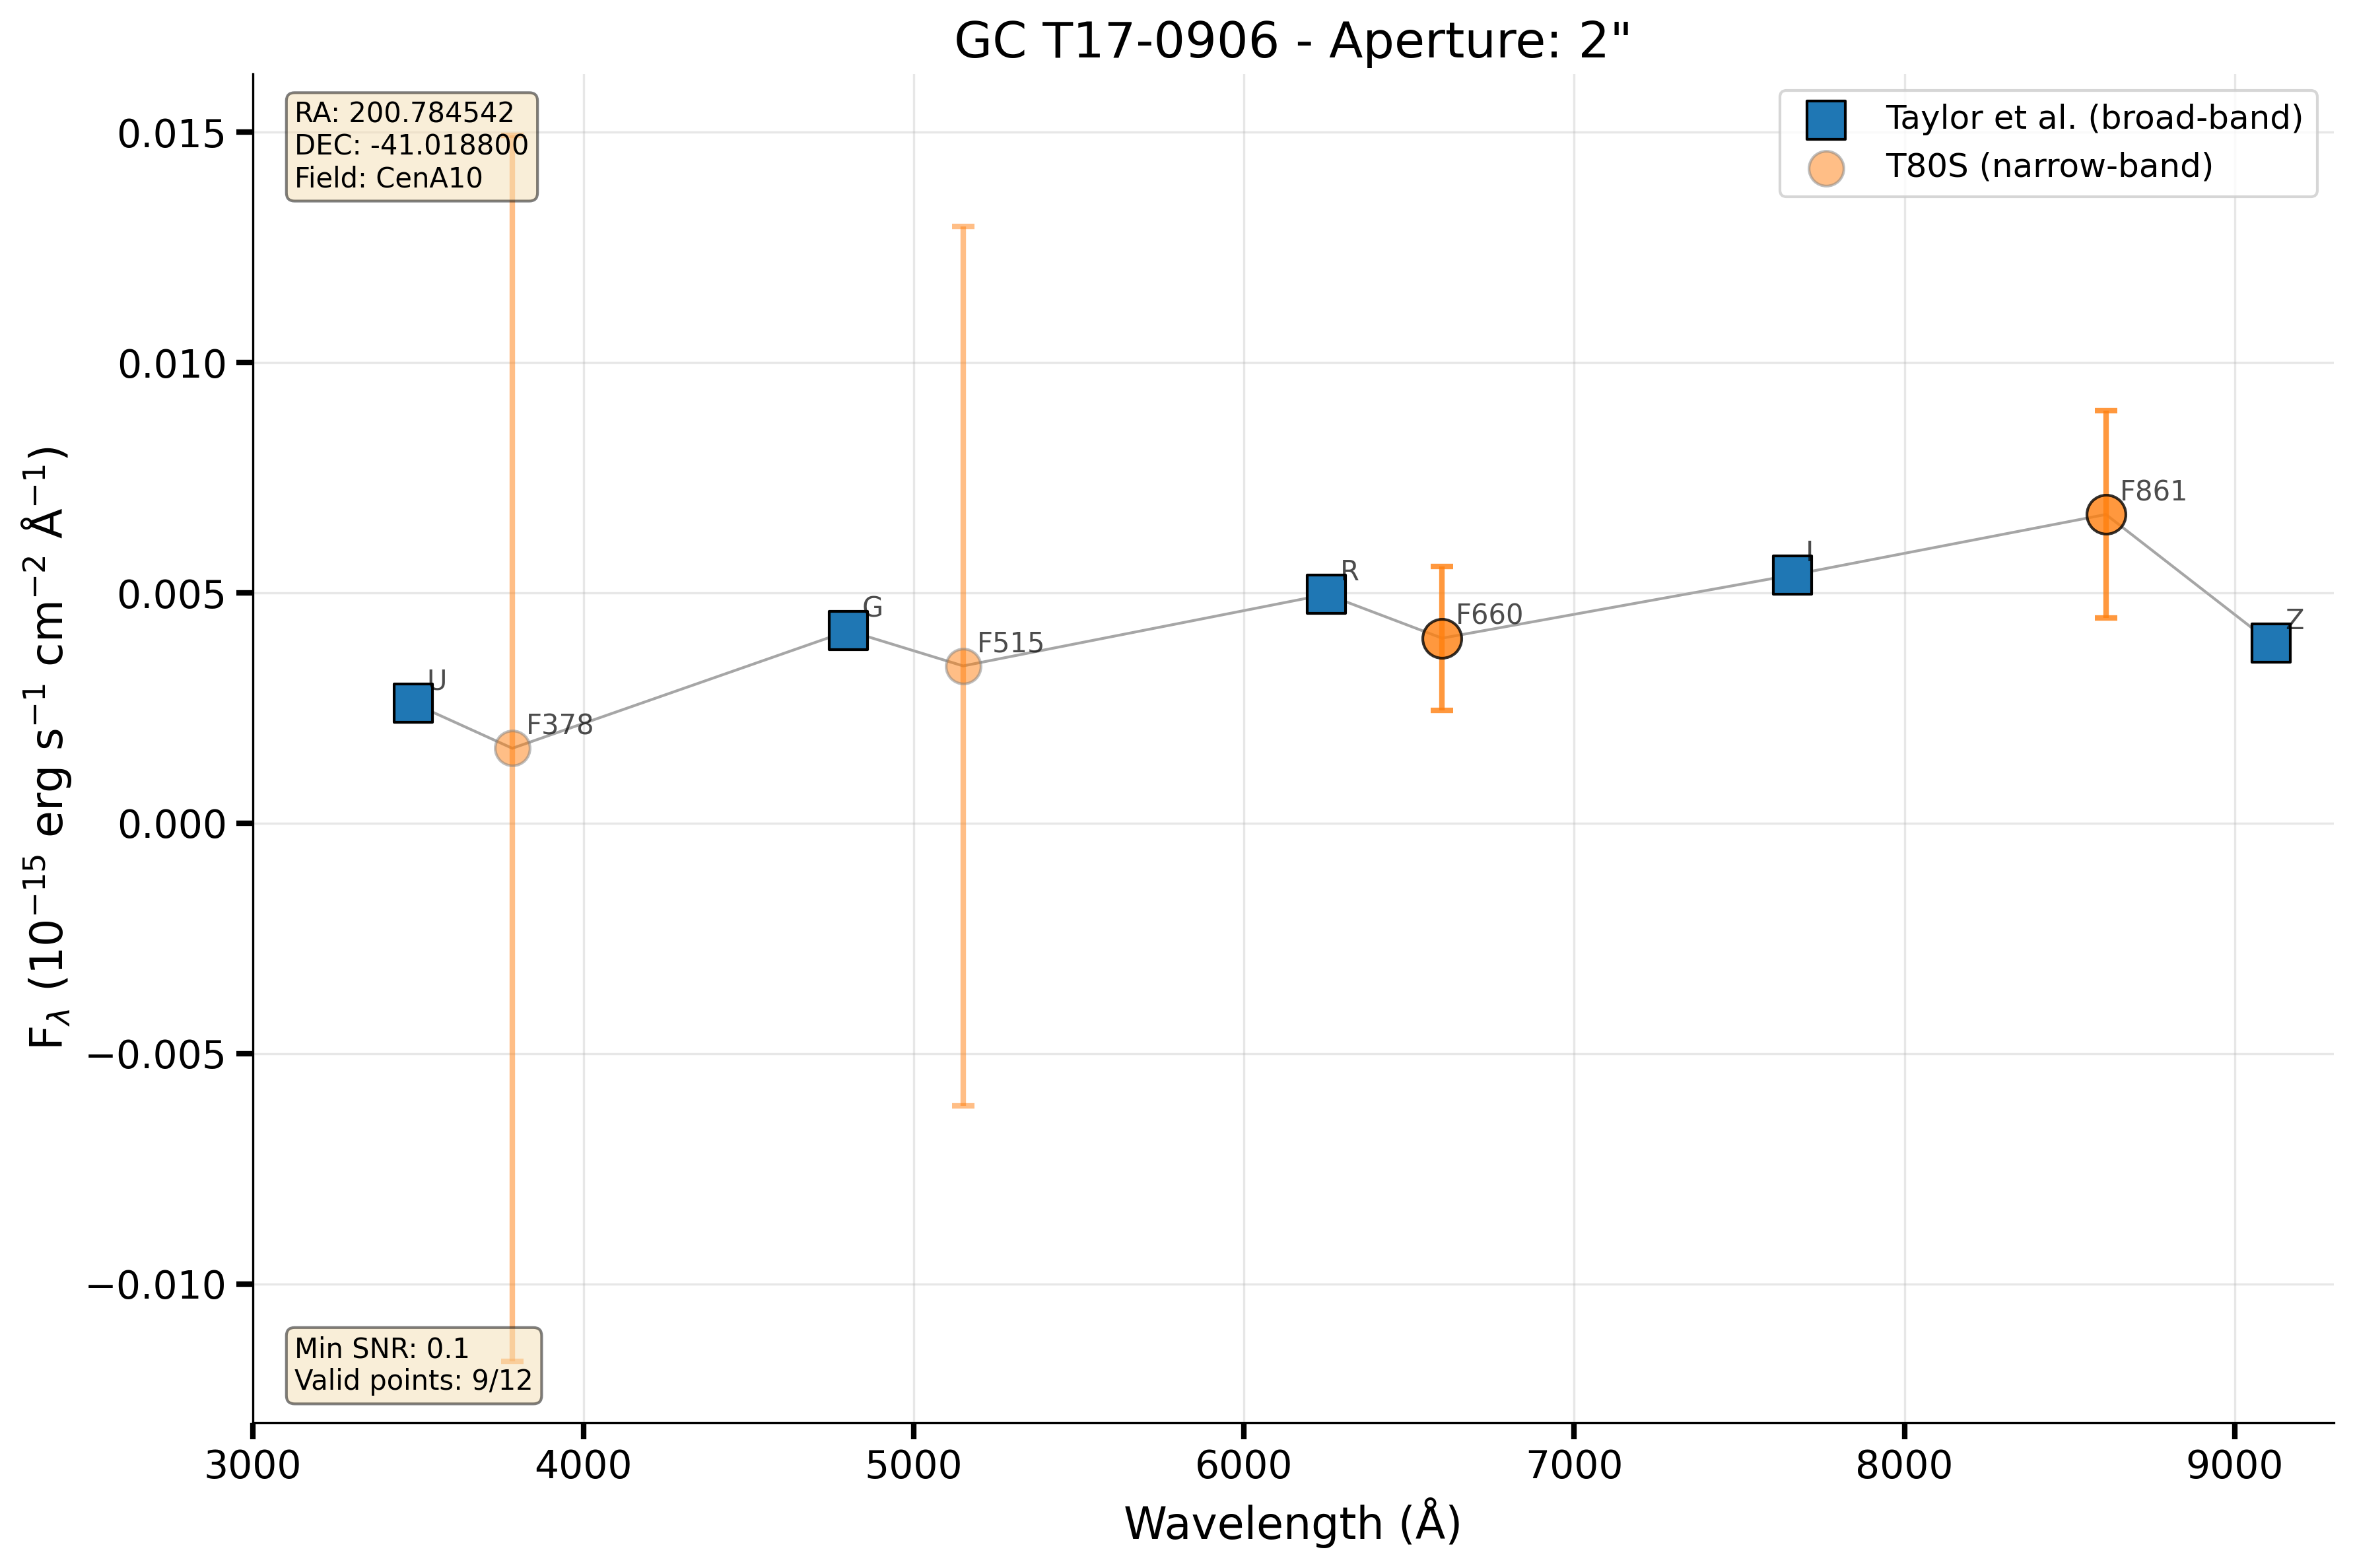 GC T17-0906 - Aperture: 2"
RA: 200.784542
DEC: -41.018800
Field: CenA10
Taylor et al. (broad-band)
T80S (narrow-band)
0.015
0.010
0.005
0.000
−0.005
−0.010
F$_{λ}$ (10$^{−15}$ erg s$^{−1}$ cm$^{−2}$ Å$^{−1}$)
U
F378
G
F515
R
F660
I
F861
Z
Min SNR: 0.1
Valid points: 9/12
3000 4000 5000 6000 7000 8000 9000
Wavelength (Å)